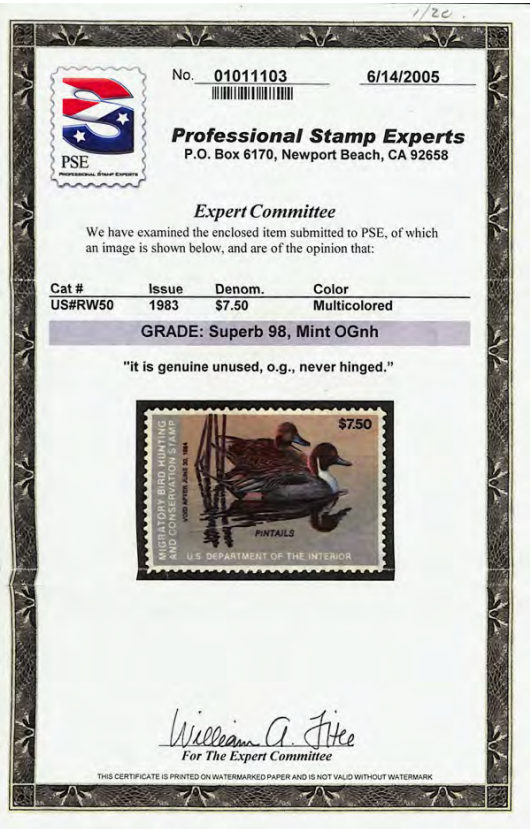 1/20.
No. 01011103 6/14/2005
PSE
PROFESSIONAL STAMP EXPERTS
Professional Stamp Experts
P.O. Box 6170, Newport Beach, CA 92658
Expert Committee
We have examined the enclosed item submitted to PSE, of which
an image is shown below, and are of the opinion that:
Cat # Issue Denom. Color
US#RW50 1983 $7.50 Multicolored
GRADE: Superb 98, Mint OGnh
"it is genuine unused, o.g., never hinged."
$7.50
MIGRATORY BIRD HUNTING
AND CONSERVATION STAMP
VOID AFTER JUNE 30, 1984
PINTAILS
U.S. DEPARTMENT OF THE INTERIOR
William A.
For The Expert Committee
THIS CERTIFICATE IS PRINTED ON WATERMARKED PAPER AND IS NOT VALID WITHOUT WATERMARK